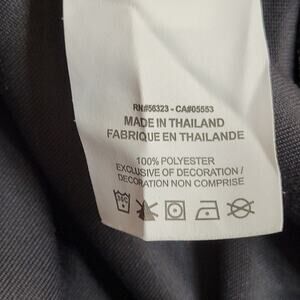 RN#56323 - CA#05553
MADE IN THAILAND
FABRIQUE EN THAILANDE
100% POLYESTER
EXCLUSIVE OF DECORATION /
DECORATION NON COMPRISE